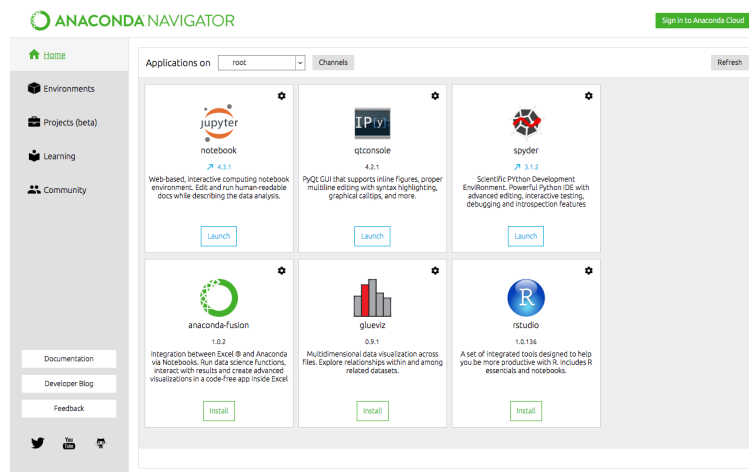 ANACONDA NAVIGATOR
Sign in to Anaconda Cloud
Home
Environments
Projects (beta)
Learning
Community
Documentation
Developer Blog
Feedback
You
Tube
Applications on
root
Channels
Refresh
jupyter
notebook
4.3.1
Web-based, interactive computing notebook
environment. Edit and run human-readable
docs while describing the data analysis.
Launch
IP[y]:
qtconsole
4.2.1
PyQt GUI that supports inline figures, proper
multiline editing with syntax highlighting,
graphical calltips, and more.
Launch
spyder
3.1.2
Scientific PYthon Development
EnviRonment. Powerful Python IDE with
advanced editing, interactive testing,
debugging and introspection features
Launch
anaconda-fusion
1.0.2
Integration between Excel ® and Anaconda
via Notebooks. Run data science functions,
interact with results and create advanced
visualizations in a code-free app inside Excel
Install
glueviz
0.9.1
Multidimensional data visualization across
files. Explore relationships within and among
related datasets.
Install
R
rstudio
1.0.136
A set of integrated tools designed to help
you be more productive with R. Includes R
essentials and notebooks.
Install